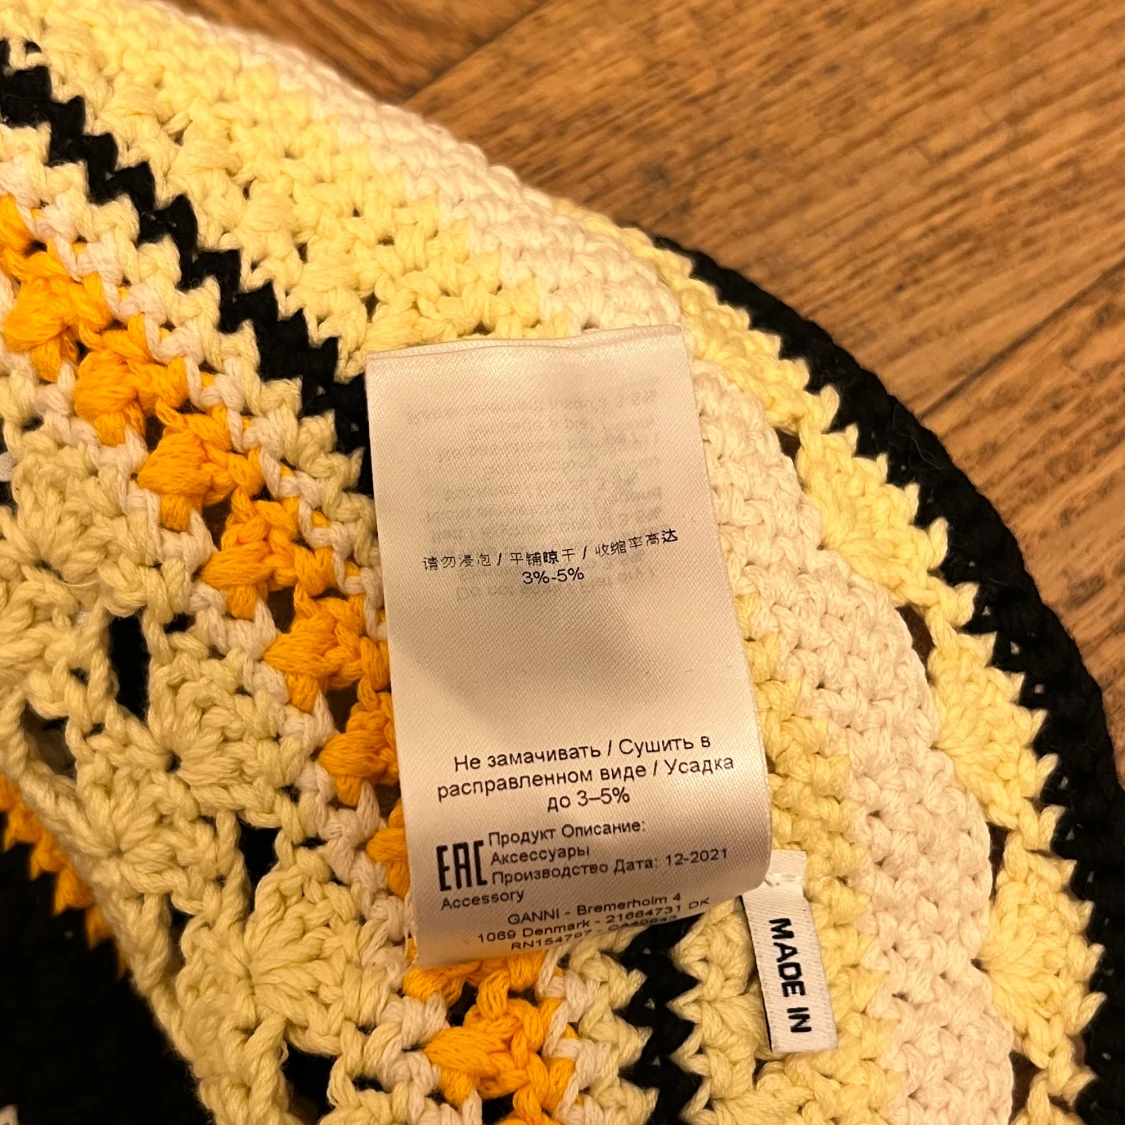 请勿浸泡 / 平铺晾干 / 收缩率高达
3%-5%
Не замачивать / Сушить в
расправленном виде / Усадка
до 3–5%
EAC
Продукт Описание:
Аксессуары
Производство Дата: 12-2021
Accessory
GANNI - Bremerholm 4
1069 Denmark - 21664731 DK
RN154797 -
MADE IN